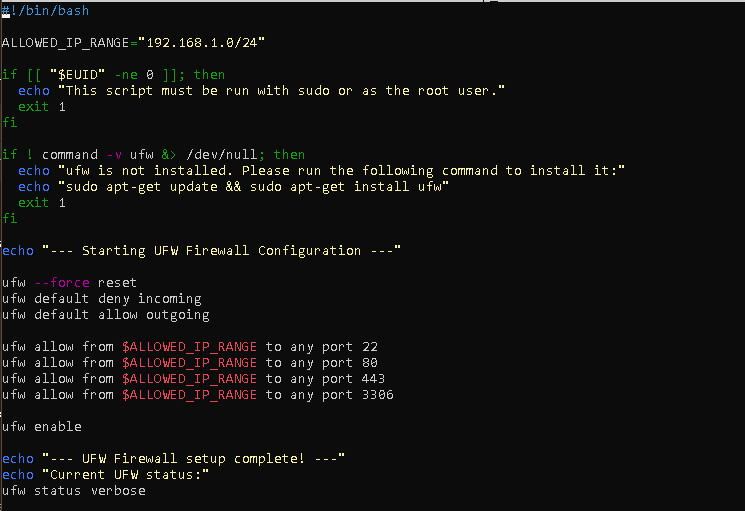 #!/bin/bash
ALLOWED_IP_RANGE="192.168.1.0/24"
if [[ "$EUID" -ne 0 ]]; then
  echo "This script must be run with sudo or as the root user."
  exit 1
fi
if ! command -v ufw &> /dev/null; then
  echo "ufw is not installed. Please run the following command to install it:"
  echo "sudo apt-get update && sudo apt-get install ufw"
  exit 1
fi
echo "--- Starting UFW Firewall Configuration ---"
ufw --force reset
ufw default deny incoming
ufw default allow outgoing
ufw allow from $ALLOWED_IP_RANGE to any port 22
ufw allow from $ALLOWED_IP_RANGE to any port 80
ufw allow from $ALLOWED_IP_RANGE to any port 443
ufw allow from $ALLOWED_IP_RANGE to any port 3306
ufw enable
echo "--- UFW Firewall setup complete! ---"
echo "Current UFW status:"
ufw status verbose